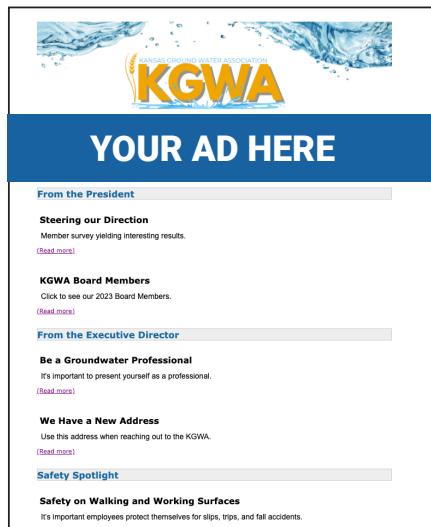 KANSAS GROUND WATER ASSOCIATION
KGWA
YOUR AD HERE
From the President
Steering our Direction
Member survey yielding interesting results.
(Read more)
KGWA Board Members
Click to see our 2023 Board Members.
(Read more)
From the Executive Director
Be a Groundwater Professional
It's important to present yourself as a professional.
(Read more)
We Have a New Address
Use this address when reaching out to the KGWA.
(Read more)
Safety Spotlight
Safety on Walking and Working Surfaces
It's important employees protect themselves for slips, trips, and fall accidents.